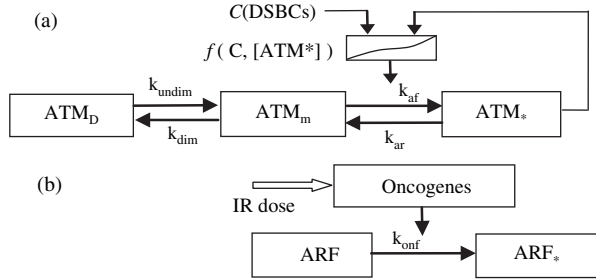 (a)
C(DSBCs)
f ( C, [ATM*] )
k_undim
k_af
ATM_D
ATM_m
ATM_*
k_dim
k_ar
(b)
Oncogenes
IR dose
k_onf
ARF
ARF_*